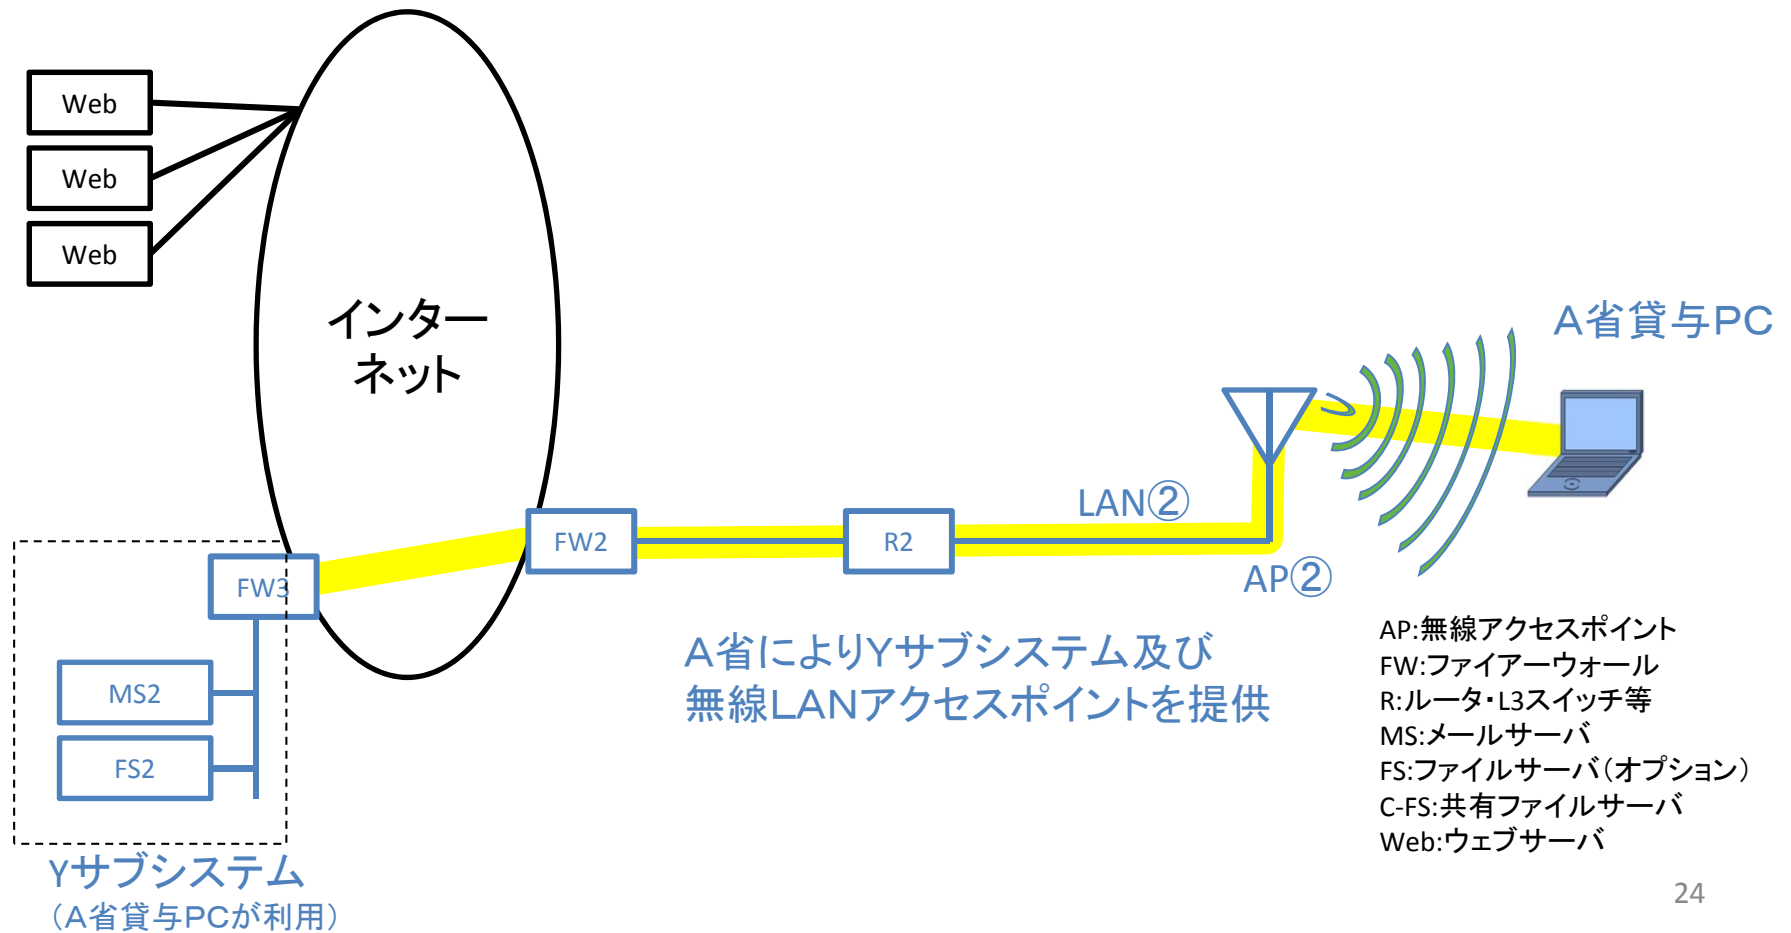 Web
Web
Web
インター
ネット
A省貸与PC
LAN②
FW2
R2
AP②
FW3
MS2
FS2
A省によりYサブシステム及び
無線LANアクセスポイントを提供
AP:無線アクセスポイント
FW:ファイアーウォール
R:ルータ・L3スイッチ等
MS:メールサーバ
FS:ファイルサーバ(オプション)
C-FS:共有ファイルサーバ
Web:ウェブサーバ
Yサブシステム
(A省貸与PCが利用)
24